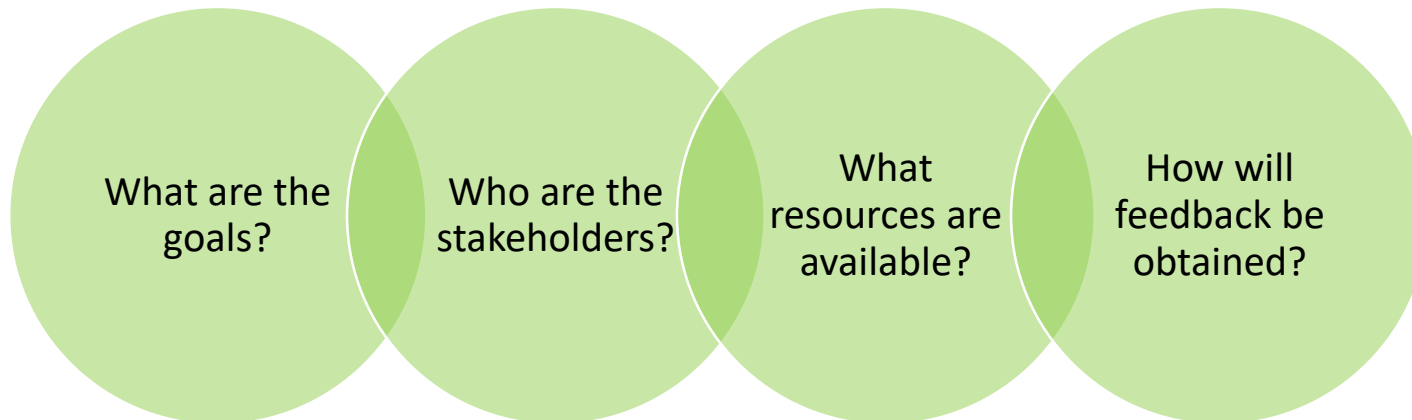 What are the
goals?
Who are the
stakeholders?
What
resources are
available?
How will
feedback be
obtained?